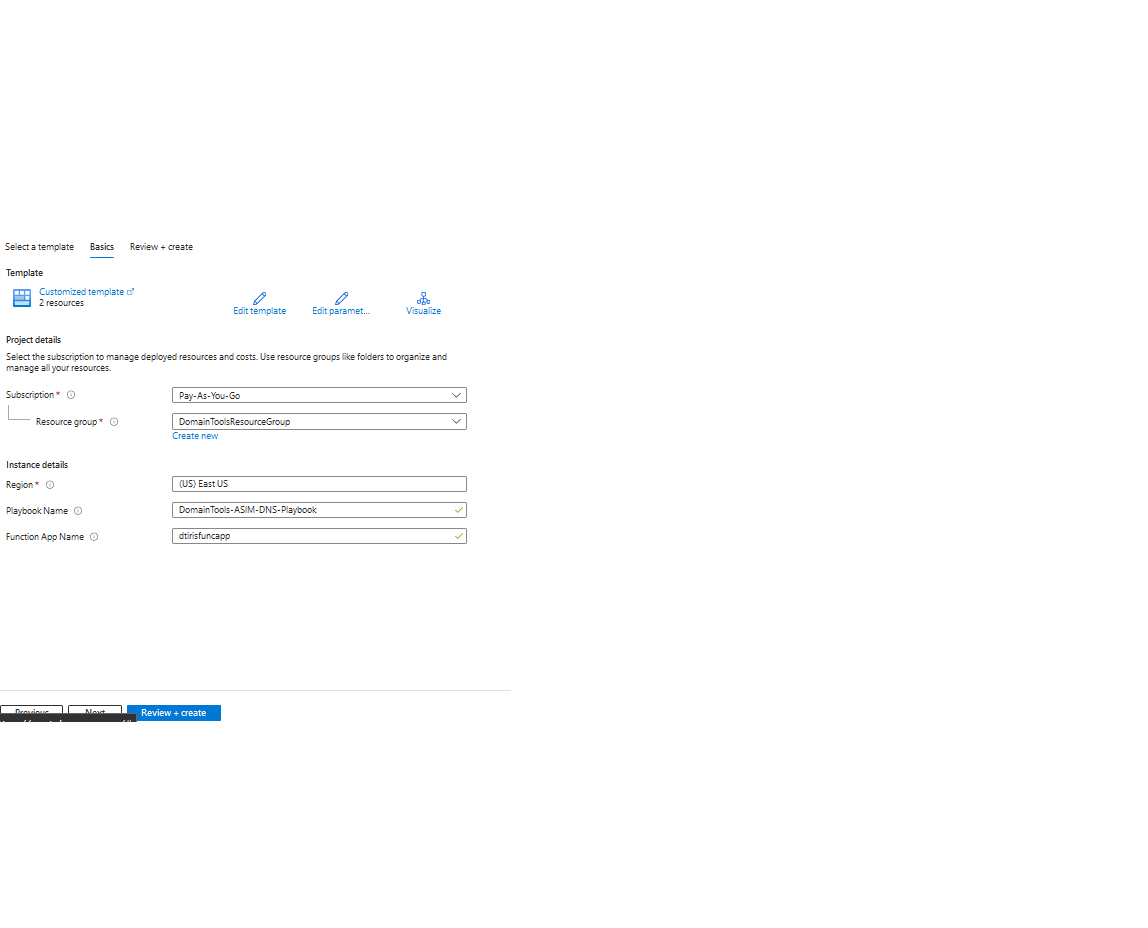 Select a template Basics Review + create
Template
Customized template
2 resources
Edit template Edit paramet... Visualize
Project details
Select the subscription to manage deployed resources and costs. Use resource groups like folders to organize and
manage all your resources.
Subscription * Pay-As-You-Go
Resource group * DomainToolsResourceGroup
Create new
Instance details
Region * (US) East US
Playbook Name DomainTools-ASIM-DNS-Playbook
Function App Name dtirisfuncapp
Previous Next Review + create